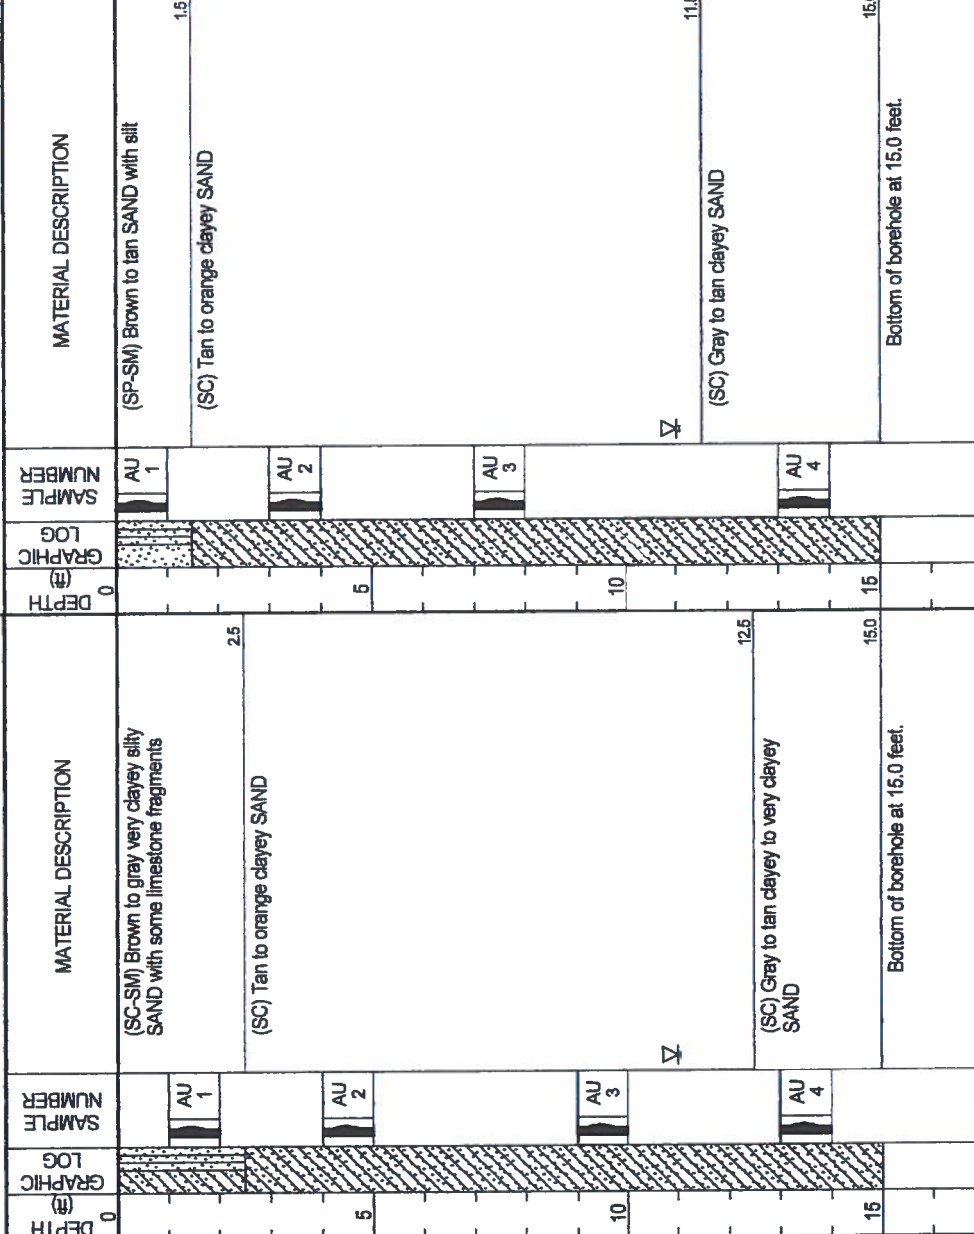 DEPTH
(ft)
GRAPHIC
LOG
SAMPLE
NUMBER
MATERIAL DESCRIPTION
0
AU
1
(SC-SM) Brown to gray very clayey silty
SAND with some limestone fragments
2.5
(SC) Tan to orange clayey SAND
AU
2
5
AU
3
10
12.5
(SC) Gray to tan clayey to very clayey
SAND
AU
4
15
15.0
Bottom of borehole at 15.0 feet.
DEPTH
(ft)
GRAPHIC
LOG
SAMPLE
NUMBER
MATERIAL DESCRIPTION
0
AU
1
(SP-SM) Brown to tan SAND with silt
1.5
(SC) Tan to orange clayey SAND
AU
2
5
AU
3
10
(SC) Gray to tan clayey SAND
AU
4
15
Bottom of borehole at 15.0 feet.